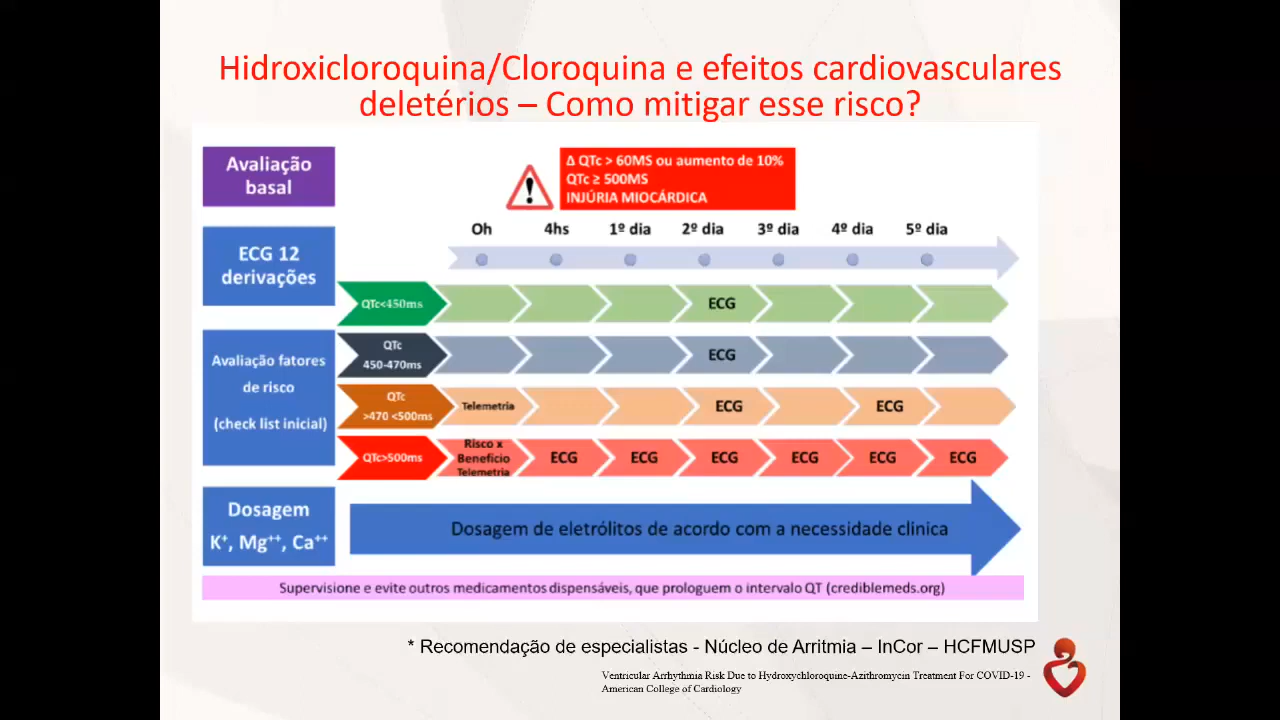 Hidroxicloroquina/Cloroquina e efeitos cardiovasculares
deletérios – Como mitigar esse risco?
Avaliação
basal
Δ QTc > 60MS ou aumento de 10%
QTc ≥ 500MS
INJÚRIA MIOCÁRDICA
0h 4hs 1º dia 2º dia 3º dia 4º dia 5º dia
ECG 12
derivações
QTc<450ms ECG
Avaliação fatores
de risco
(check list inicial)
QTc
450-470ms
ECG
QTc
>470 <500ms
Telemetria ECG ECG
QTc>500ms
Risco x
Benefício
Telemetria
ECG ECG ECG ECG ECG ECG
Dosagem
K⁺, Mg⁺⁺, Ca⁺⁺
Dosagem de eletrólitos de acordo com a necessidade clínica
Supervisione e evite outros medicamentos dispensáveis, que prologuem o intervalo QT (crediblemeds.org)
* Recomendação de especialistas - Núcleo de Arritmia – InCor – HCFMUSP
Ventricular Arrhythmia Risk Due to Hydroxychloroquine-Azithromycin Treatment For COVID-19 -
American College of Cardiology